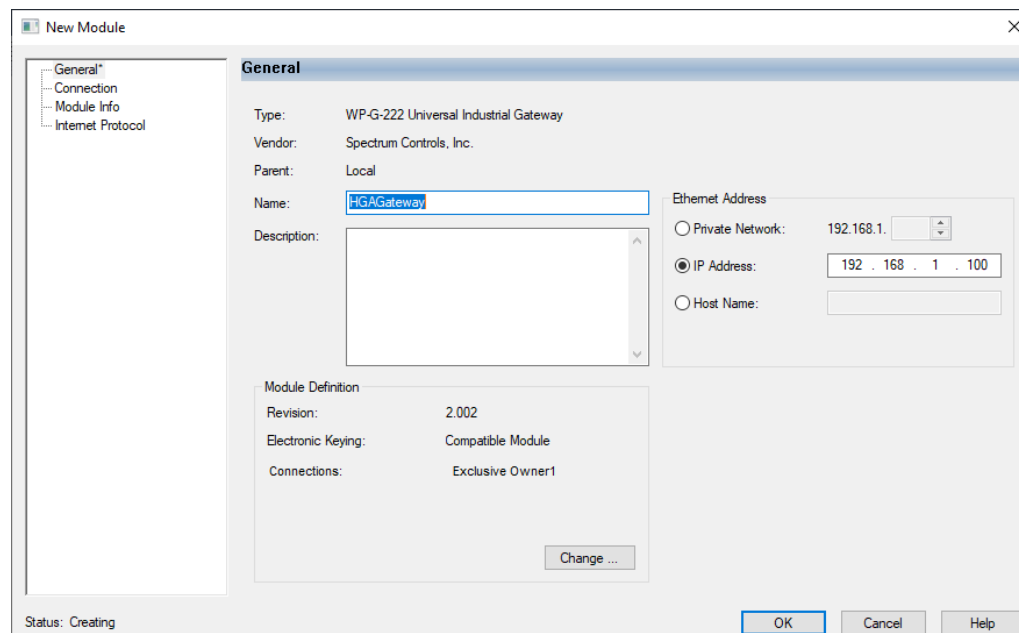 New Module
General*
Connection
Module Info
Internet Protocol
General
Type: WP-G-222 Universal Industrial Gateway
Vendor: Spectrum Controls, Inc.
Parent: Local
Name: HGAGateway
Description:
Ethernet Address
Private Network: 192.168.1.
IP Address: 192 . 168 . 1 . 100
Host Name:
Module Definition
Revision: 2.002
Electronic Keying: Compatible Module
Connections: Exclusive Owner1
Change ...
Status: Creating
OK Cancel Help